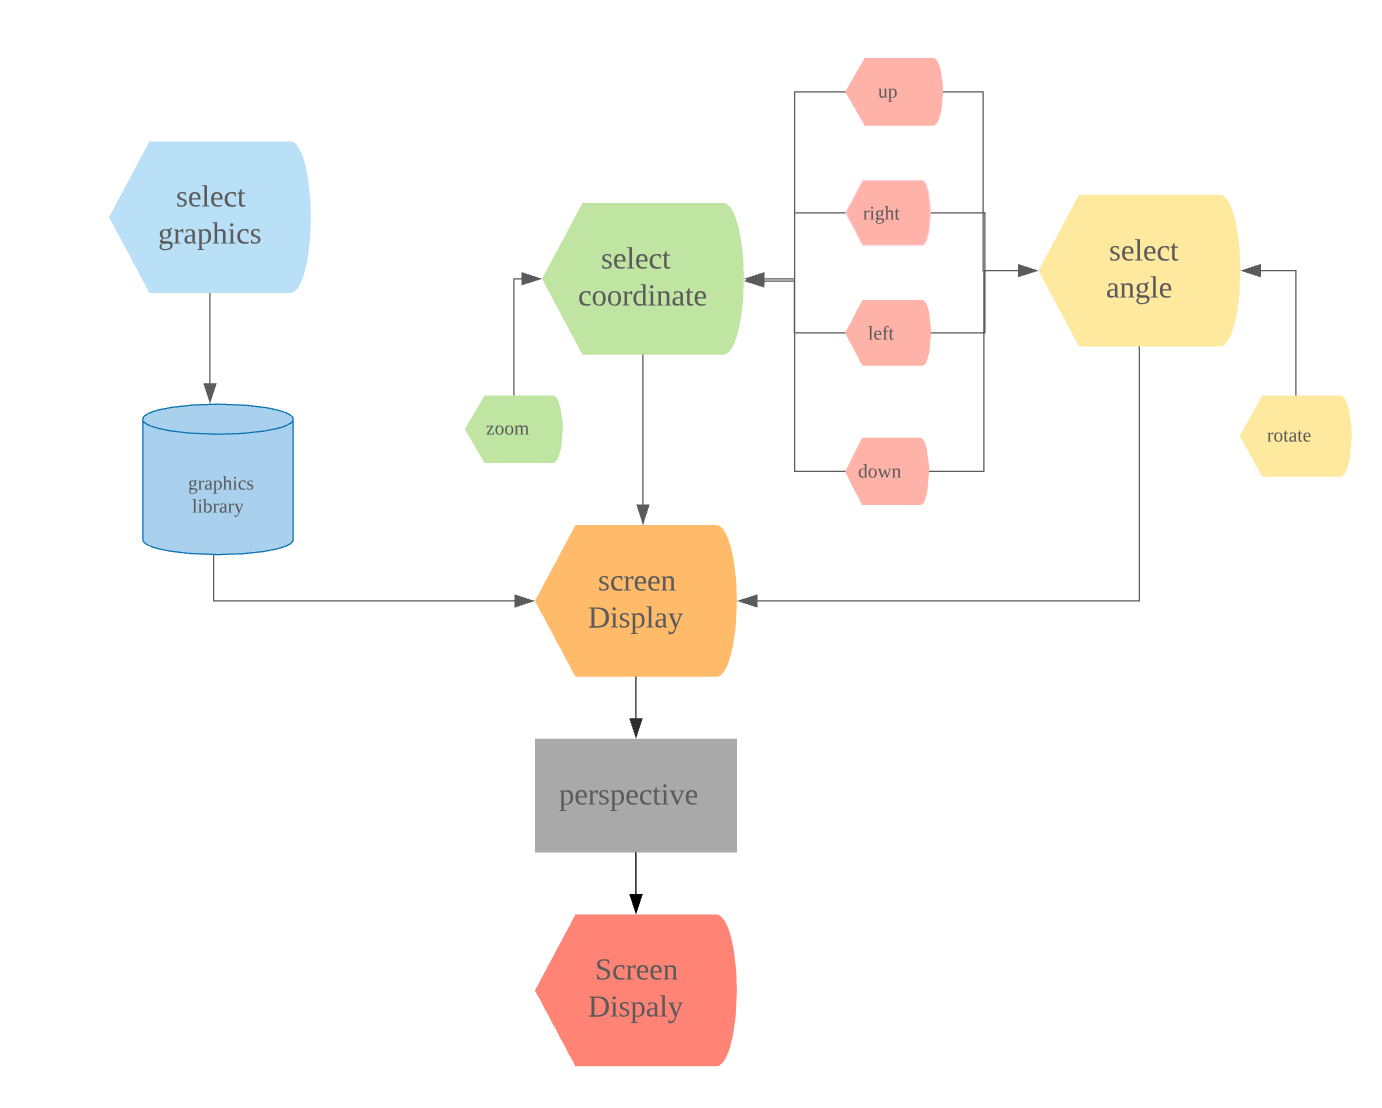 up
select
graphics
right
select
coordinate
select
angle
left
zoom
rotate
down
graphics
library
screen
Display
perspective
Screen
Dispaly